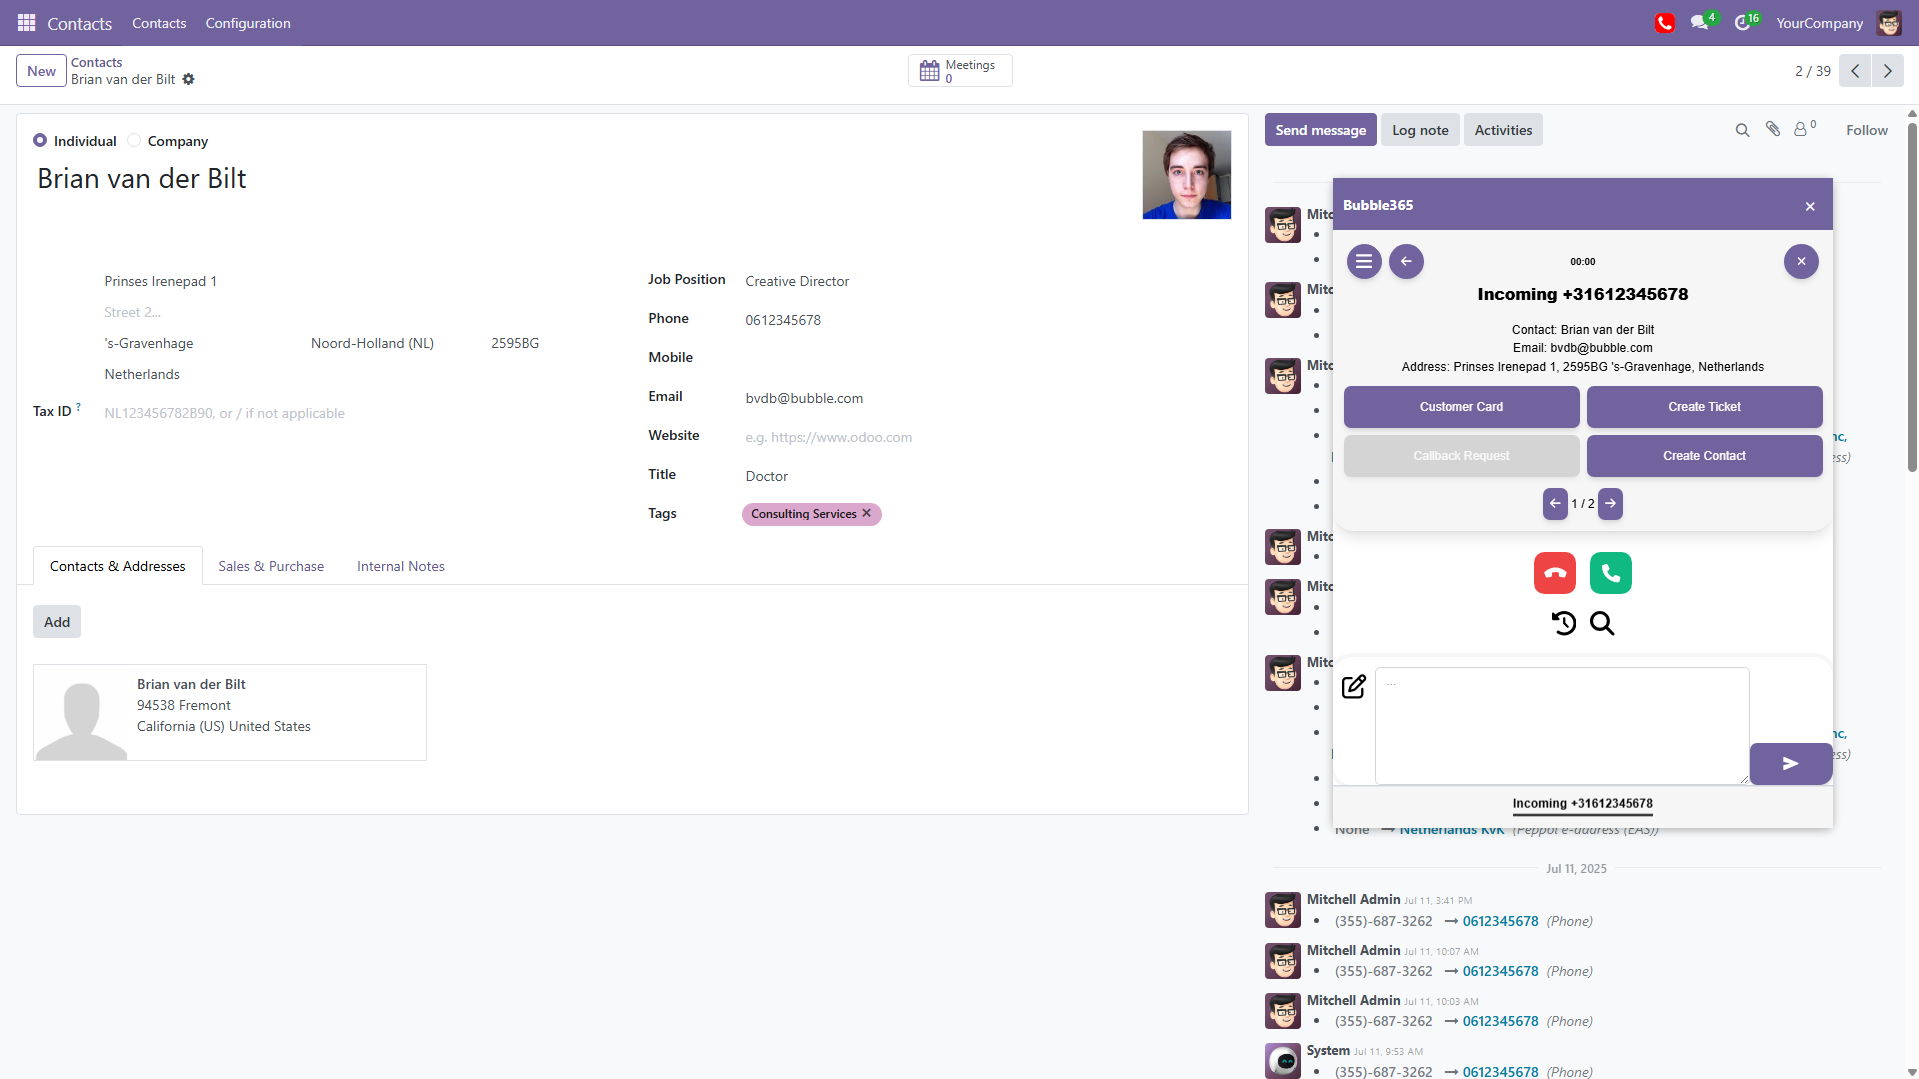 Contacts
Contacts
Configuration
4
16
YourCompany
New
Contacts
Brian van der Bilt
Meetings
0
2 / 39
Individual
Company
Brian van der Bilt
Prinses Irenepad 1
Street 2...
's-Gravenhage
Noord-Holland (NL)
2595BG
Netherlands
Tax ID ?
NL123456782B90, or / if not applicable
Job Position
Creative Director
Phone
0612345678
Mobile
Email
bvdb@bubble.com
Website
e.g. https://www.odoo.com
Title
Doctor
Tags
Consulting Services
Contacts & Addresses
Sales & Purchase
Internal Notes
Add
Brian van der Bilt
94538 Fremont
California (US) United States
Send message
Log note
Activities
0
Follow
Bubble365
00:00
Incoming +31612345678
Contact: Brian van der Bilt
Email: bvdb@bubble.com
Address: Prinses Irenepad 1, 2595BG 's-Gravenhage, Netherlands
Customer Card
Create Ticket
Callback Request
Create Contact
1 / 2
...
Incoming +31612345678
None → Netherlands KvK (Peppol e-address (EAS))
Jul 11, 2025
Mitchell Admin Jul 11, 3:41 PM
• (355)-687-3262 → 0612345678 (Phone)
Mitchell Admin Jul 11, 10:07 AM
• (355)-687-3262 → 0612345678 (Phone)
Mitchell Admin Jul 11, 10:03 AM
• (355)-687-3262 → 0612345678 (Phone)
System Jul 11, 9:53 AM
• (355)-687-3262 → 0612345678 (Phone)